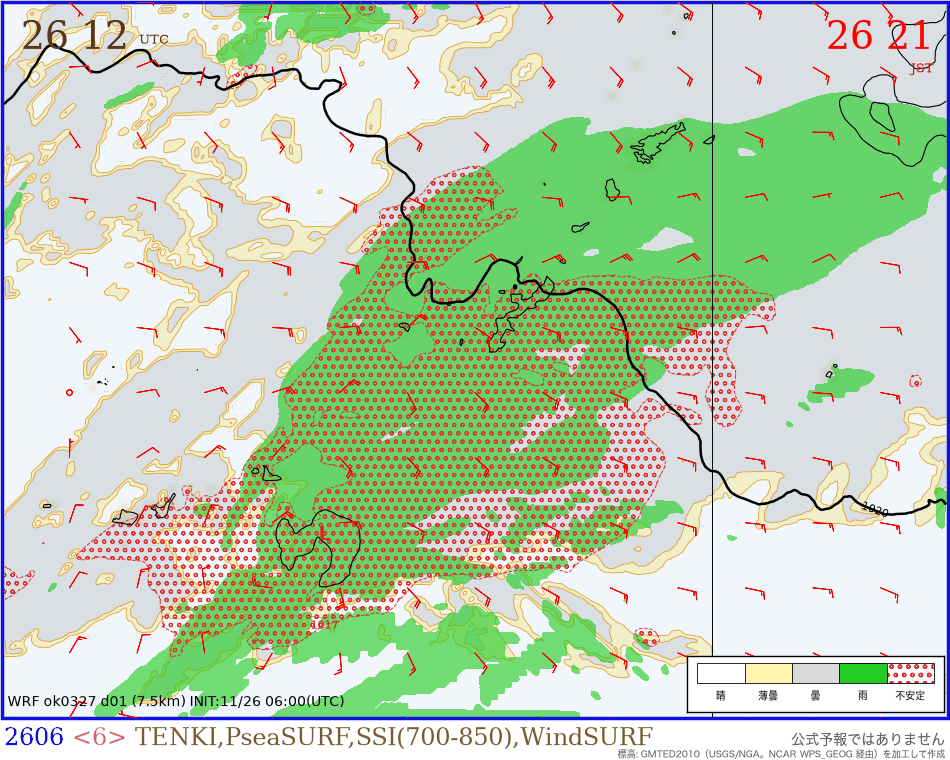 26 12 UTC
26 21
JST
1020
1017
晴 薄曇 曇 雨 不安定
WRF ok0327 d01 (7.5km) INIT:11/26 06:00(UTC)
2606 <6> TENKI,PseaSURF,SSI(700-850),WindSURF
公式予報ではありません
標高: GMTED2010（USGS/NGA。NCAR WPS_GEOG 経由）を加工して作成